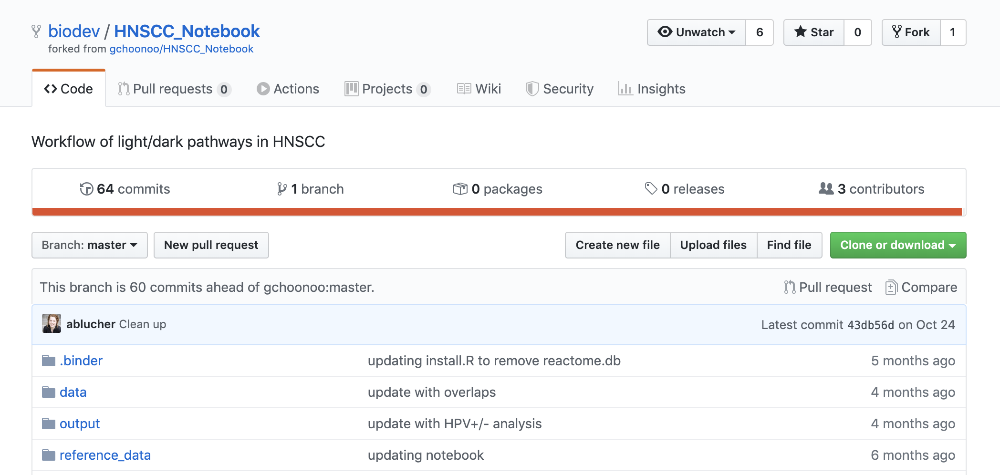 biodev / HNSCC_Notebook
Unwatch 6
Star 0
Fork 1
forked from gchoonoo/HNSCC_Notebook
Code
Pull requests 0
Actions
Projects 0
Wiki
Security
Insights
Workflow of light/dark pathways in HNSCC
64 commits
1 branch
0 packages
0 releases
3 contributors
Branch: master
New pull request
Create new file
Upload files
Find file
Clone or download
This branch is 60 commits ahead of gchoonoo:master.
Pull request
Compare
ablucher Clean up
Latest commit 43db56d on Oct 24
.binder
updating install.R to remove reactome.db
5 months ago
data
update with overlaps
4 months ago
output
update with HPV+/- analysis
4 months ago
reference_data
updating notebook
6 months ago